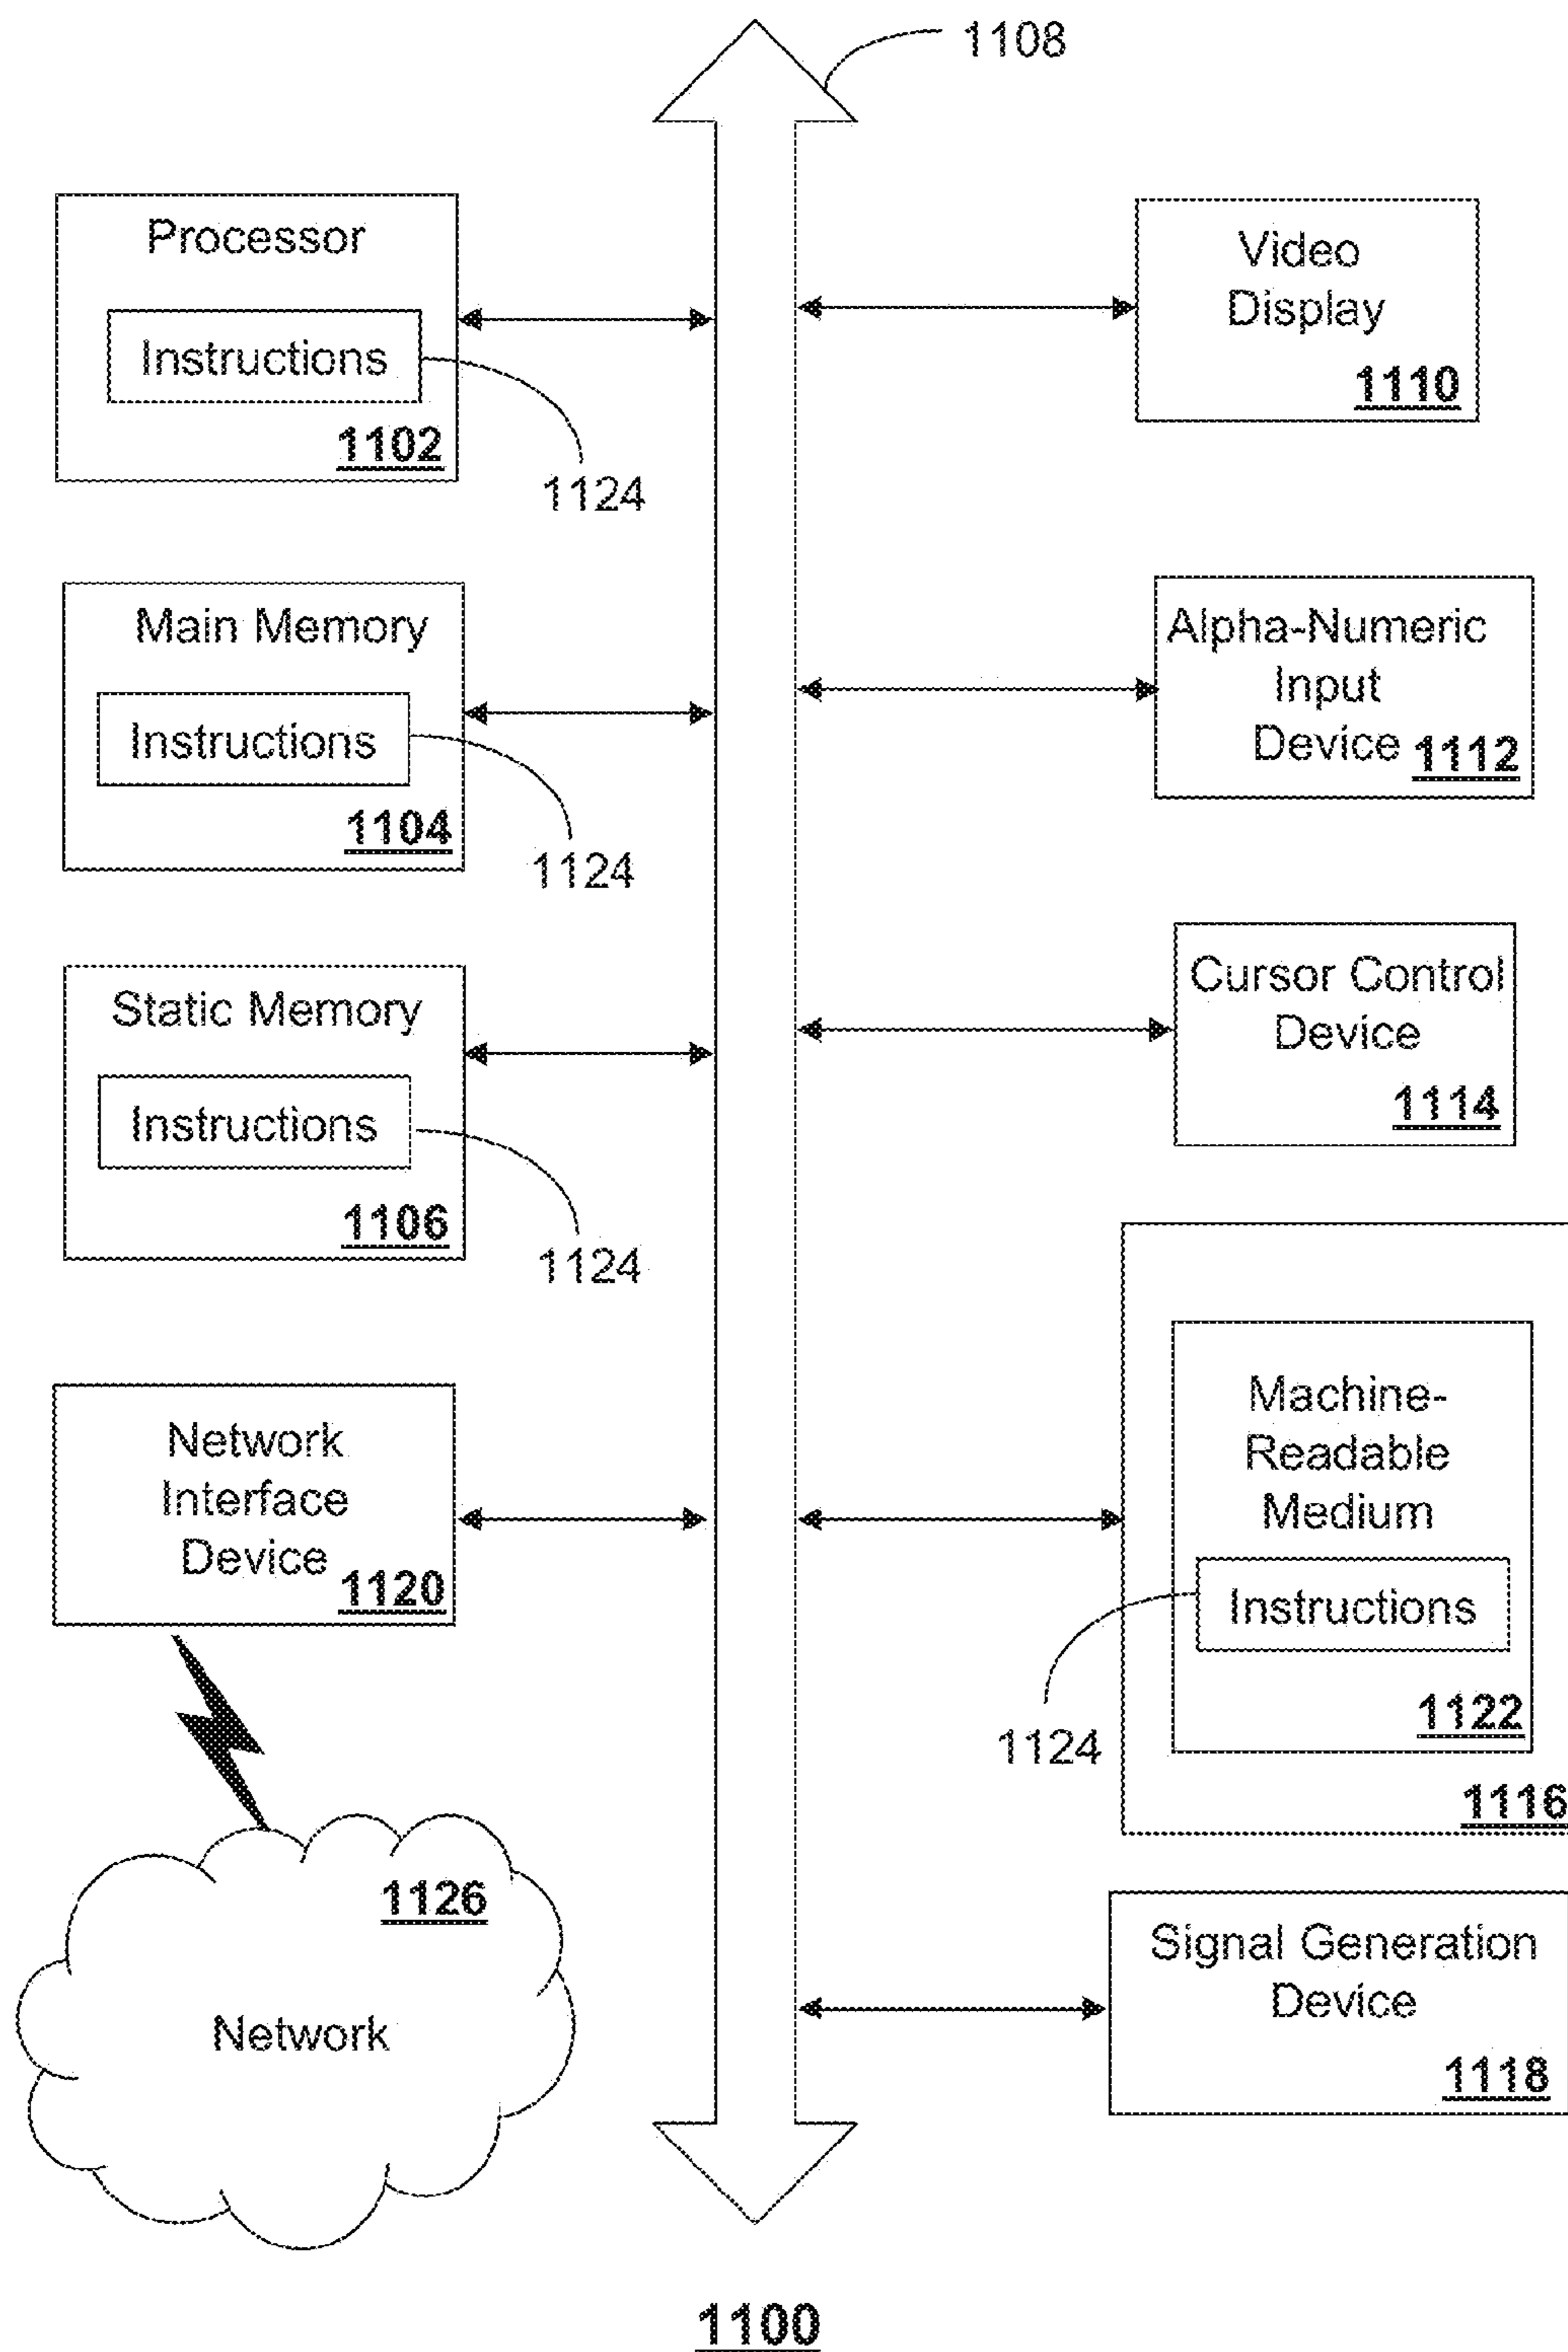 1108
Processor
Instructions
1102
1124
Main Memory
Instructions
1104
1124
Static Memory
Instructions
1106
1124
Network
Interface
Device
1120
1126
Network
Video
Display
1110
Alpha-Numeric
Input
Device 1112
Cursor Control
Device
1114
Machine-
Readable
Medium
Instructions
1122
1124
1116
Signal Generation
Device
1118
1100